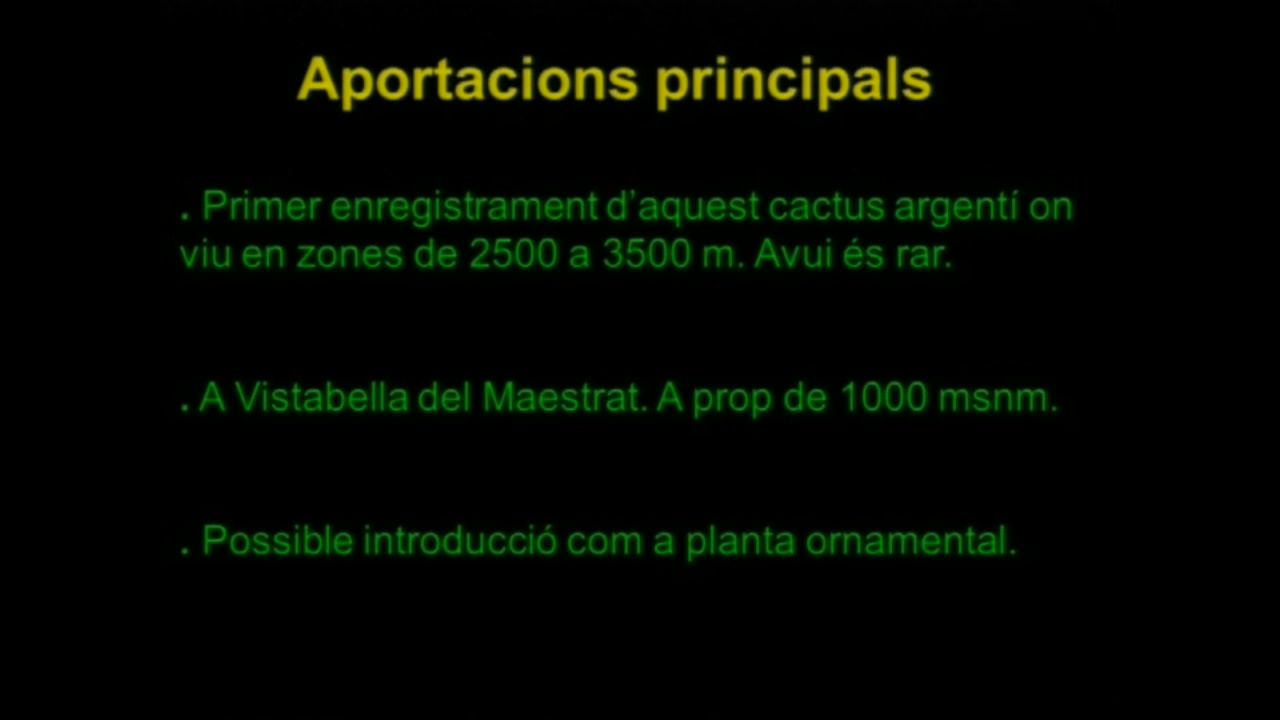 Aportacions principals
. Primer enregistrament d’aquest cactus argentí on
viu en zones de 2500 a 3500 m. Avui és rar.
. A Vistabella del Maestrat. A prop de 1000 msnm.
. Possible introducció com a planta ornamental.